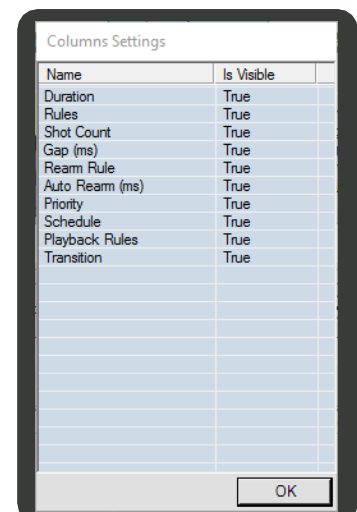 Columns Settings
Name Is Visible
Duration True
Rules True
Shot Count True
Gap (ms) True
Rearm Rule True
Auto Rearm (ms) True
Priority True
Schedule True
Playback Rules True
Transition True
OK